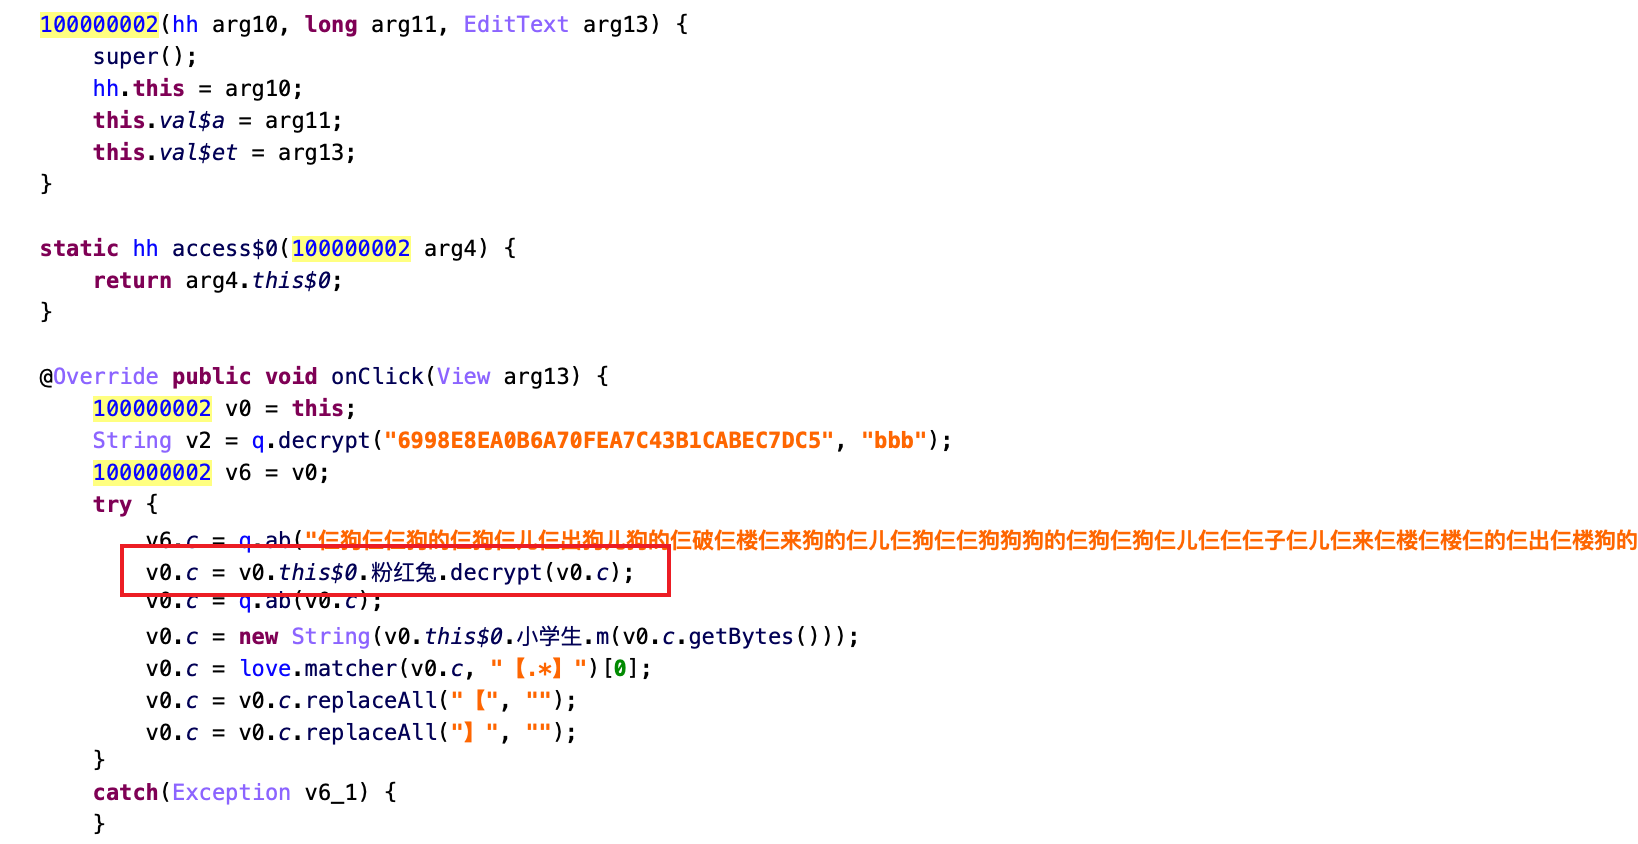 100000002(hh arg10, long arg11, EditText arg13) {
super();
hh.this = arg10;
this.val$a = arg11;
this.val$et = arg13;
}
static hh access$0(100000002 arg4) {
return arg4.this$0;
}
@Override public void onClick(View arg13) {
100000002 v0 = this;
String v2 = q.decrypt("6998E8EA0B6A70FEA7C43B1CABEC7DC5", "bbb");
100000002 v6 = v0;
try {
v6.c = q.ab("仨狗仨仨狗的仨狗仨儿仨出狗儿狗的仨破仨楼仨来狗的仨儿仨狗仨仨狗狗狗的仨狗仨狗仨儿仨仨仨子仨儿仨来仨楼仨楼仨的仨出仨楼狗的
v0.c = v0.this$0.粉红兔.decrypt(v0.c);
v0.c = q.ab(v0.c);
v0.c = new String(v0.this$0.小学生.m(v0.c.getBytes()));
v0.c = love.matcher(v0.c, "【.*】")[0];
v0.c = v0.c.replaceAll("【", "");
v0.c = v0.c.replaceAll("】", "");
}
catch(Exception v6_1) {
}